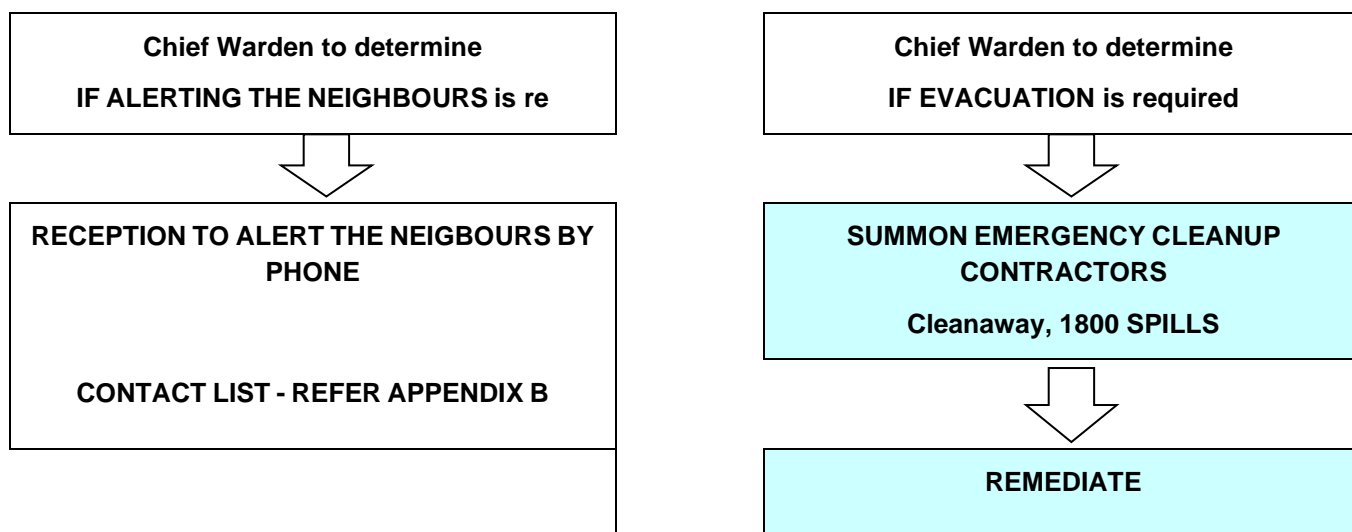 Chief Warden to determine
IF ALERTING THE NEIGHBOURS is re
RECEPTION TO ALERT THE NEIGBOURS BY
PHONE
CONTACT LIST - REFER APPENDIX B
Chief Warden to determine
IF EVACUATION is required
SUMMON EMERGENCY CLEANUP
CONTRACTORS
Cleanaway, 1800 SPILLS
REMEDIATE